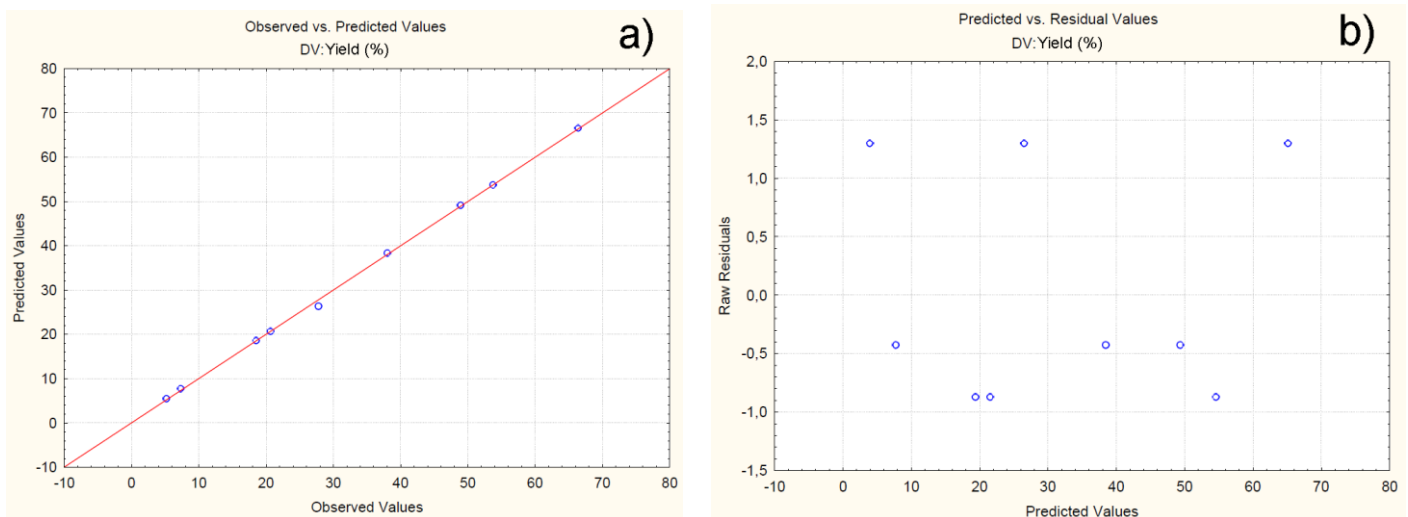 Observed vs. Predicted Values
DV:Yield (%)
a)
80
70
60
50
40
30
20
10
0
-10
Predicted Values
-10 0 10 20 30 40 50 60 70 80
Observed Values
Predicted vs. Residual Values
DV:Yield (%)
b)
2,0
1,5
1,0
0,5
0,0
-0,5
-1,0
-1,5
Raw Residuals
-10 0 10 20 30 40 50 60 70 80
Predicted Values